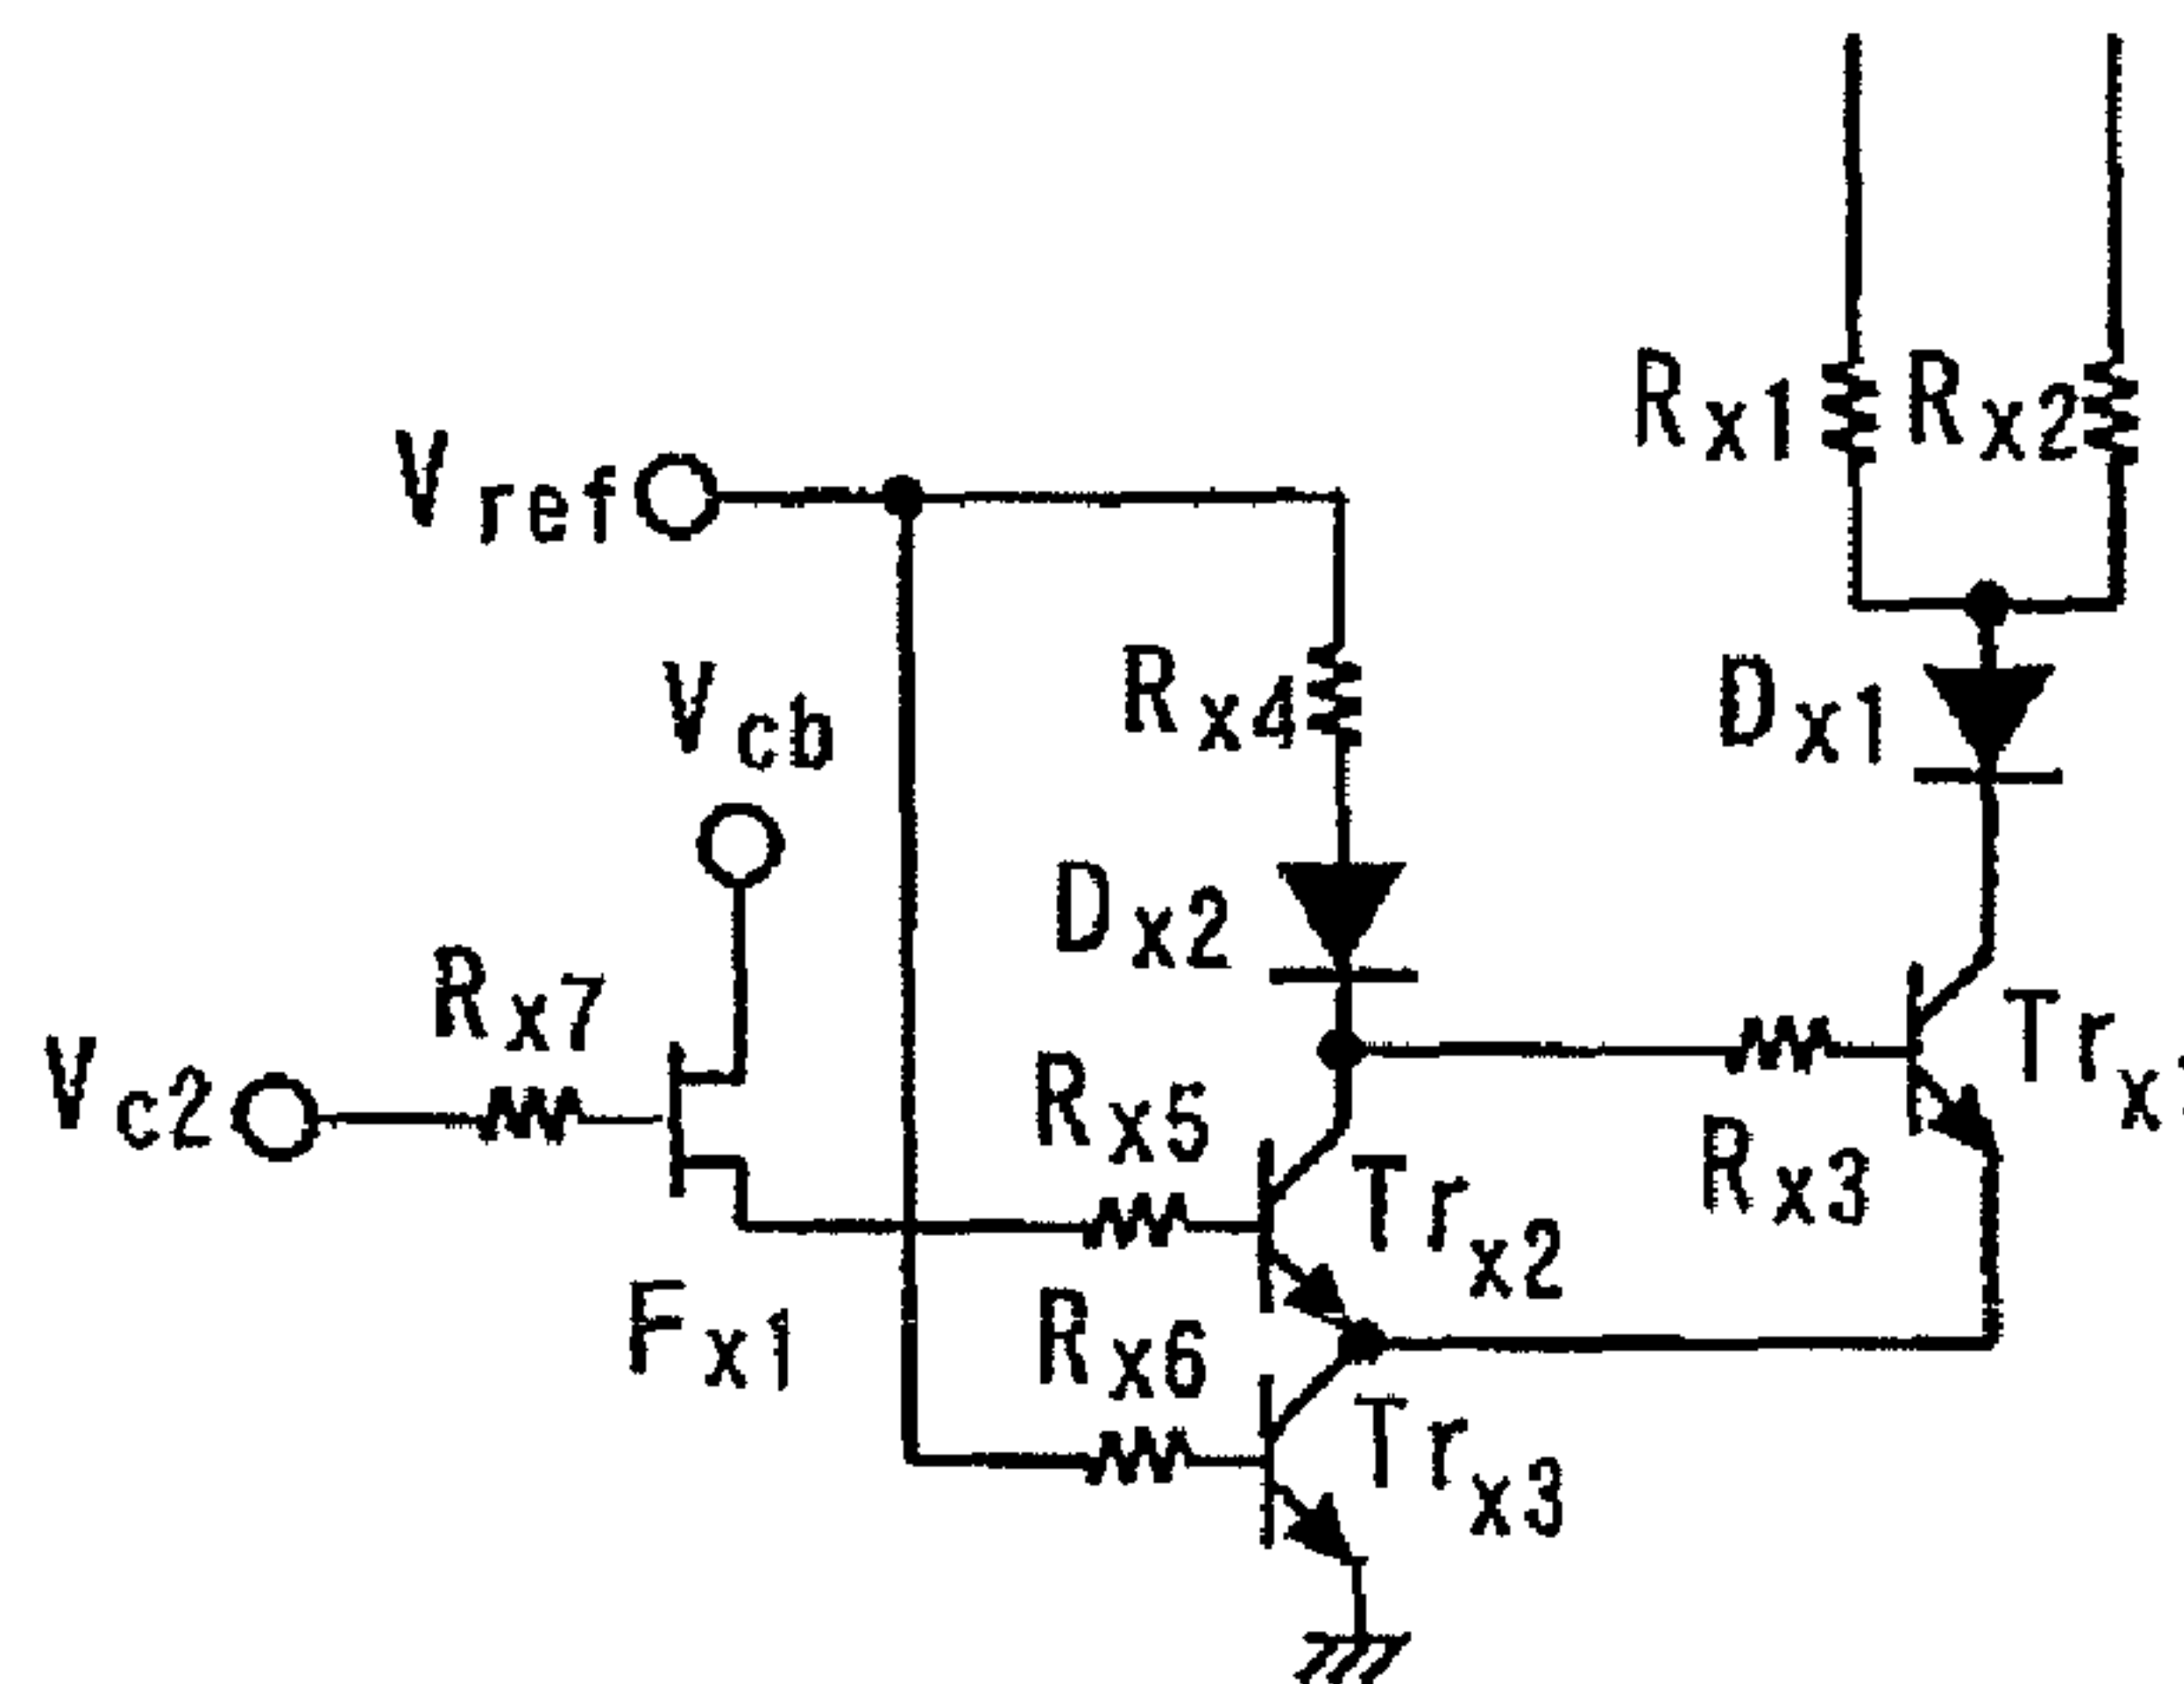 Rx1 Rx2
Vref
Rx4
Dx1
Vcb
Dx2
Rx7
Vc2
Rx5
Rx3
Trx2
Fx1
Rx6
Trx3